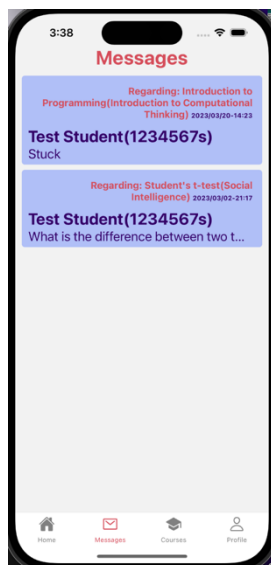 3:38
Messages
Regarding: Introduction to
Programming(Introduction to Computational
Thinking) 2023/03/20-14:23
Test Student(1234567s)
Stuck
Regarding: Student's t-test(Social
Intelligence) 2023/03/02-21:17
Test Student(1234567s)
What is the difference between two t...
Home Messages Courses Profile